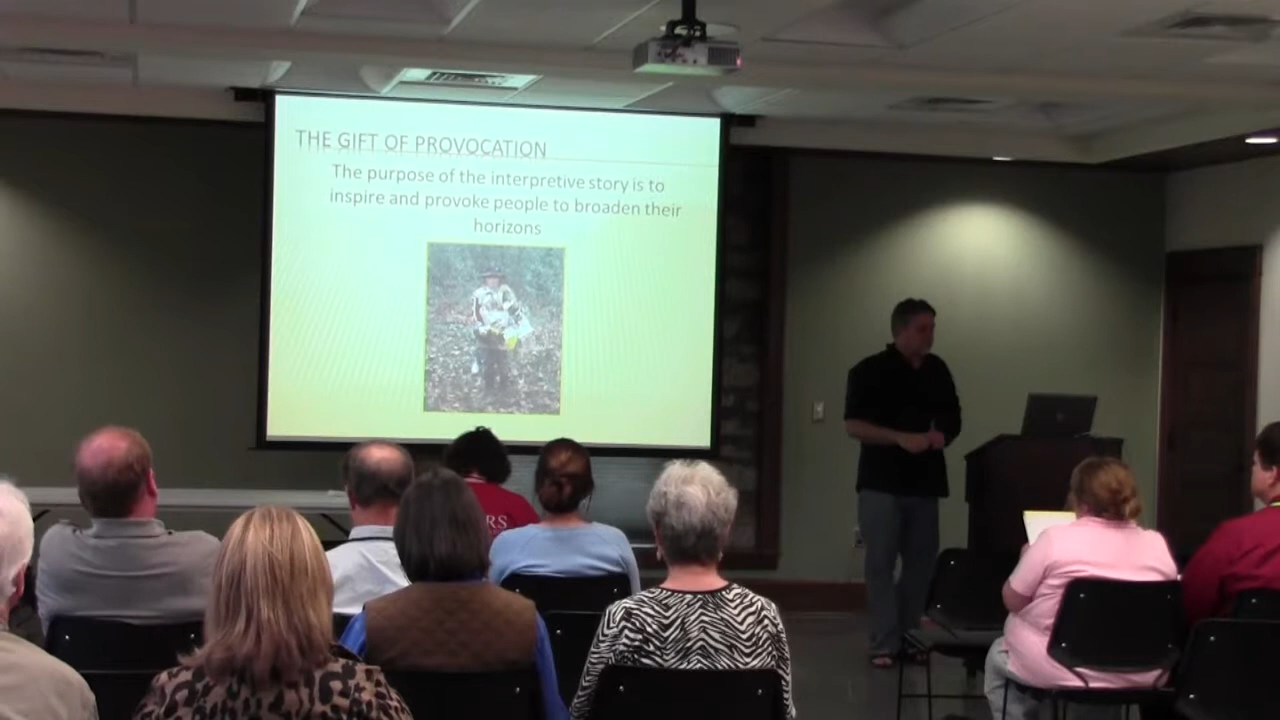 THE GIFT OF PROVOCATION
The purpose of the interpretive story is to
inspire and provoke people to broaden their
horizons
RS